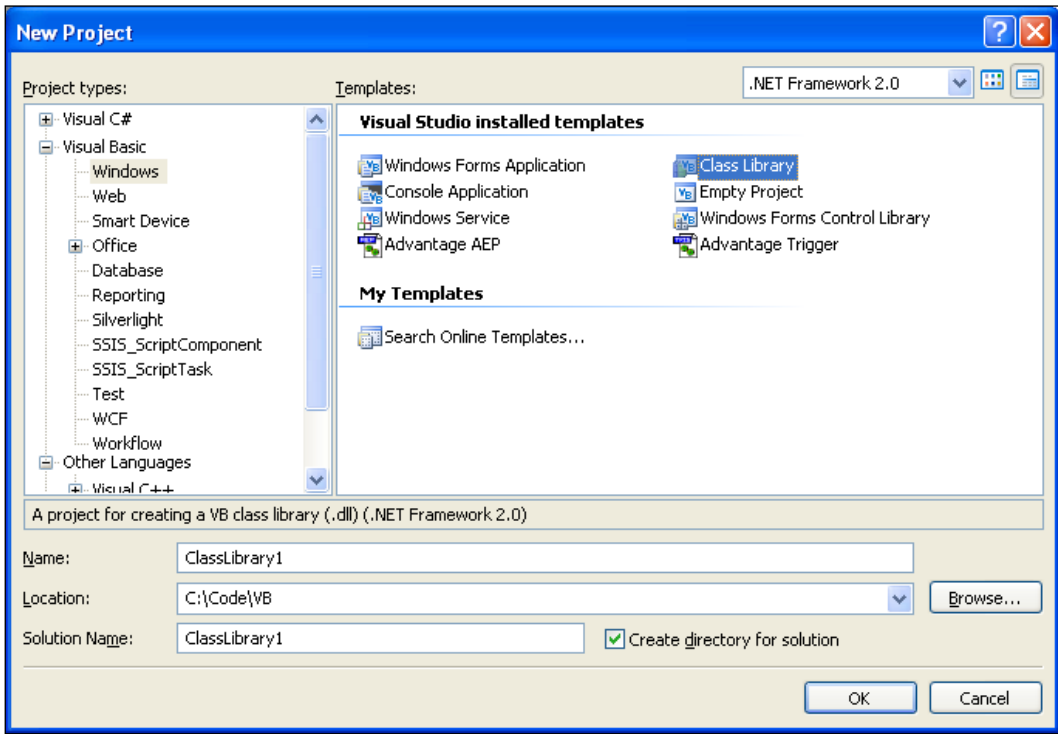 New Project
Project types:
Templates:
.NET Framework 2.0
Visual C#
Visual Basic
Windows
Web
Smart Device
Office
Database
Reporting
Silverlight
SSIS_ScriptComponent
SSIS_ScriptTask
Test
WCF
Workflow
Other Languages
Visual C++
Visual Studio installed templates
Windows Forms Application
Class Library
Console Application
Empty Project
Windows Service
Windows Forms Control Library
Advantage AEP
Advantage Trigger
My Templates
Search Online Templates...
A project for creating a VB class library (.dll) (.NET Framework 2.0)
Name:
ClassLibrary1
Location:
C:\Code\VB
Browse...
Solution Name:
ClassLibrary1
Create directory for solution
OK
Cancel